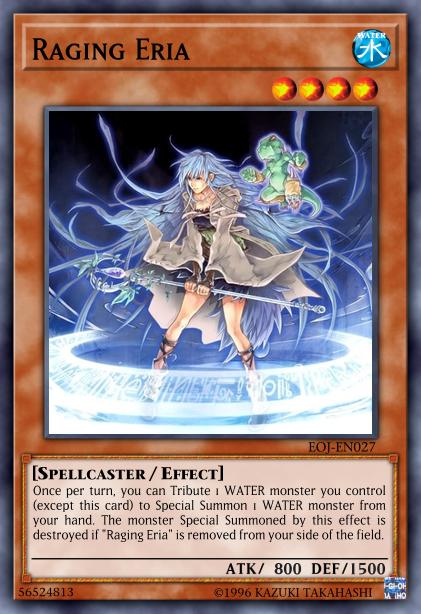 Raging Eria
WATER
水
EOJ-EN027
[Spellcaster / Effect]
Once per turn, you can Tribute 1 WATER monster you control
(except this card) to Special Summon 1 WATER monster from
your hand. The monster Special Summoned by this effect is
destroyed if "Raging Eria" is removed from your side of the field.
ATK/ 800 DEF/1500
56524813
©1996 KAZUKI TAKAHASHI